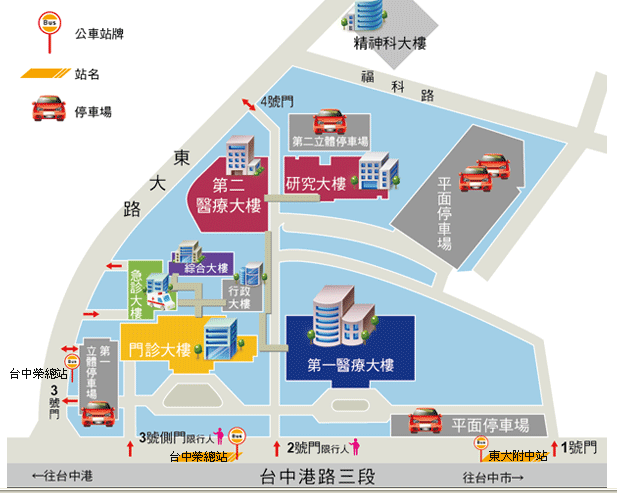 Bus
公車站牌
站名
停車場
精神科大樓
福科路
4號門
東大路
第二立體停車場
第二
醫療大樓
研究大樓
平面停車場
綜合大樓
急診大樓
行政
大樓
門診大樓
第一醫療大樓
第一
立體停車場
Bus
台中榮總站
3號門
平面停車場
3號側門限行人
Bus
台中榮總站
2號門限行人
Bus
東大附中站
1號門
←往台中港
台中港路三段
往台中市→